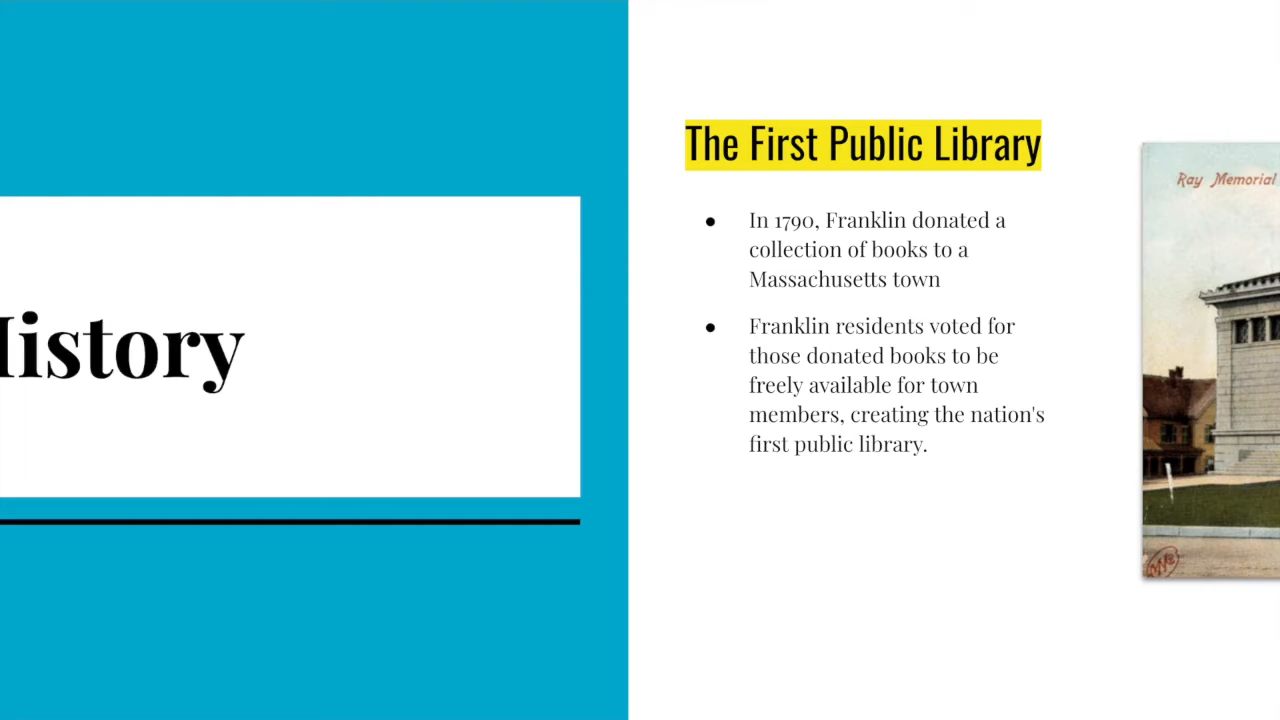 History
The First Public Library
● In 1790, Franklin donated a
collection of books to a
Massachusetts town
● Franklin residents voted for
those donated books to be
freely available for town
members, creating the nation's
first public library.
Ray Memorial